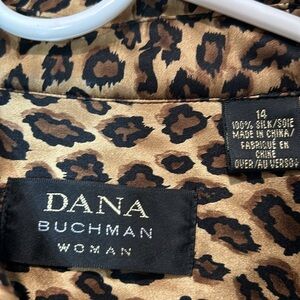 14
100% SILK/SOIE
MADE IN CHINA/
FABRIQUÉ EN
CHINE
OVER/AU VERSO
DANA
BUCHMAN
WOMAN